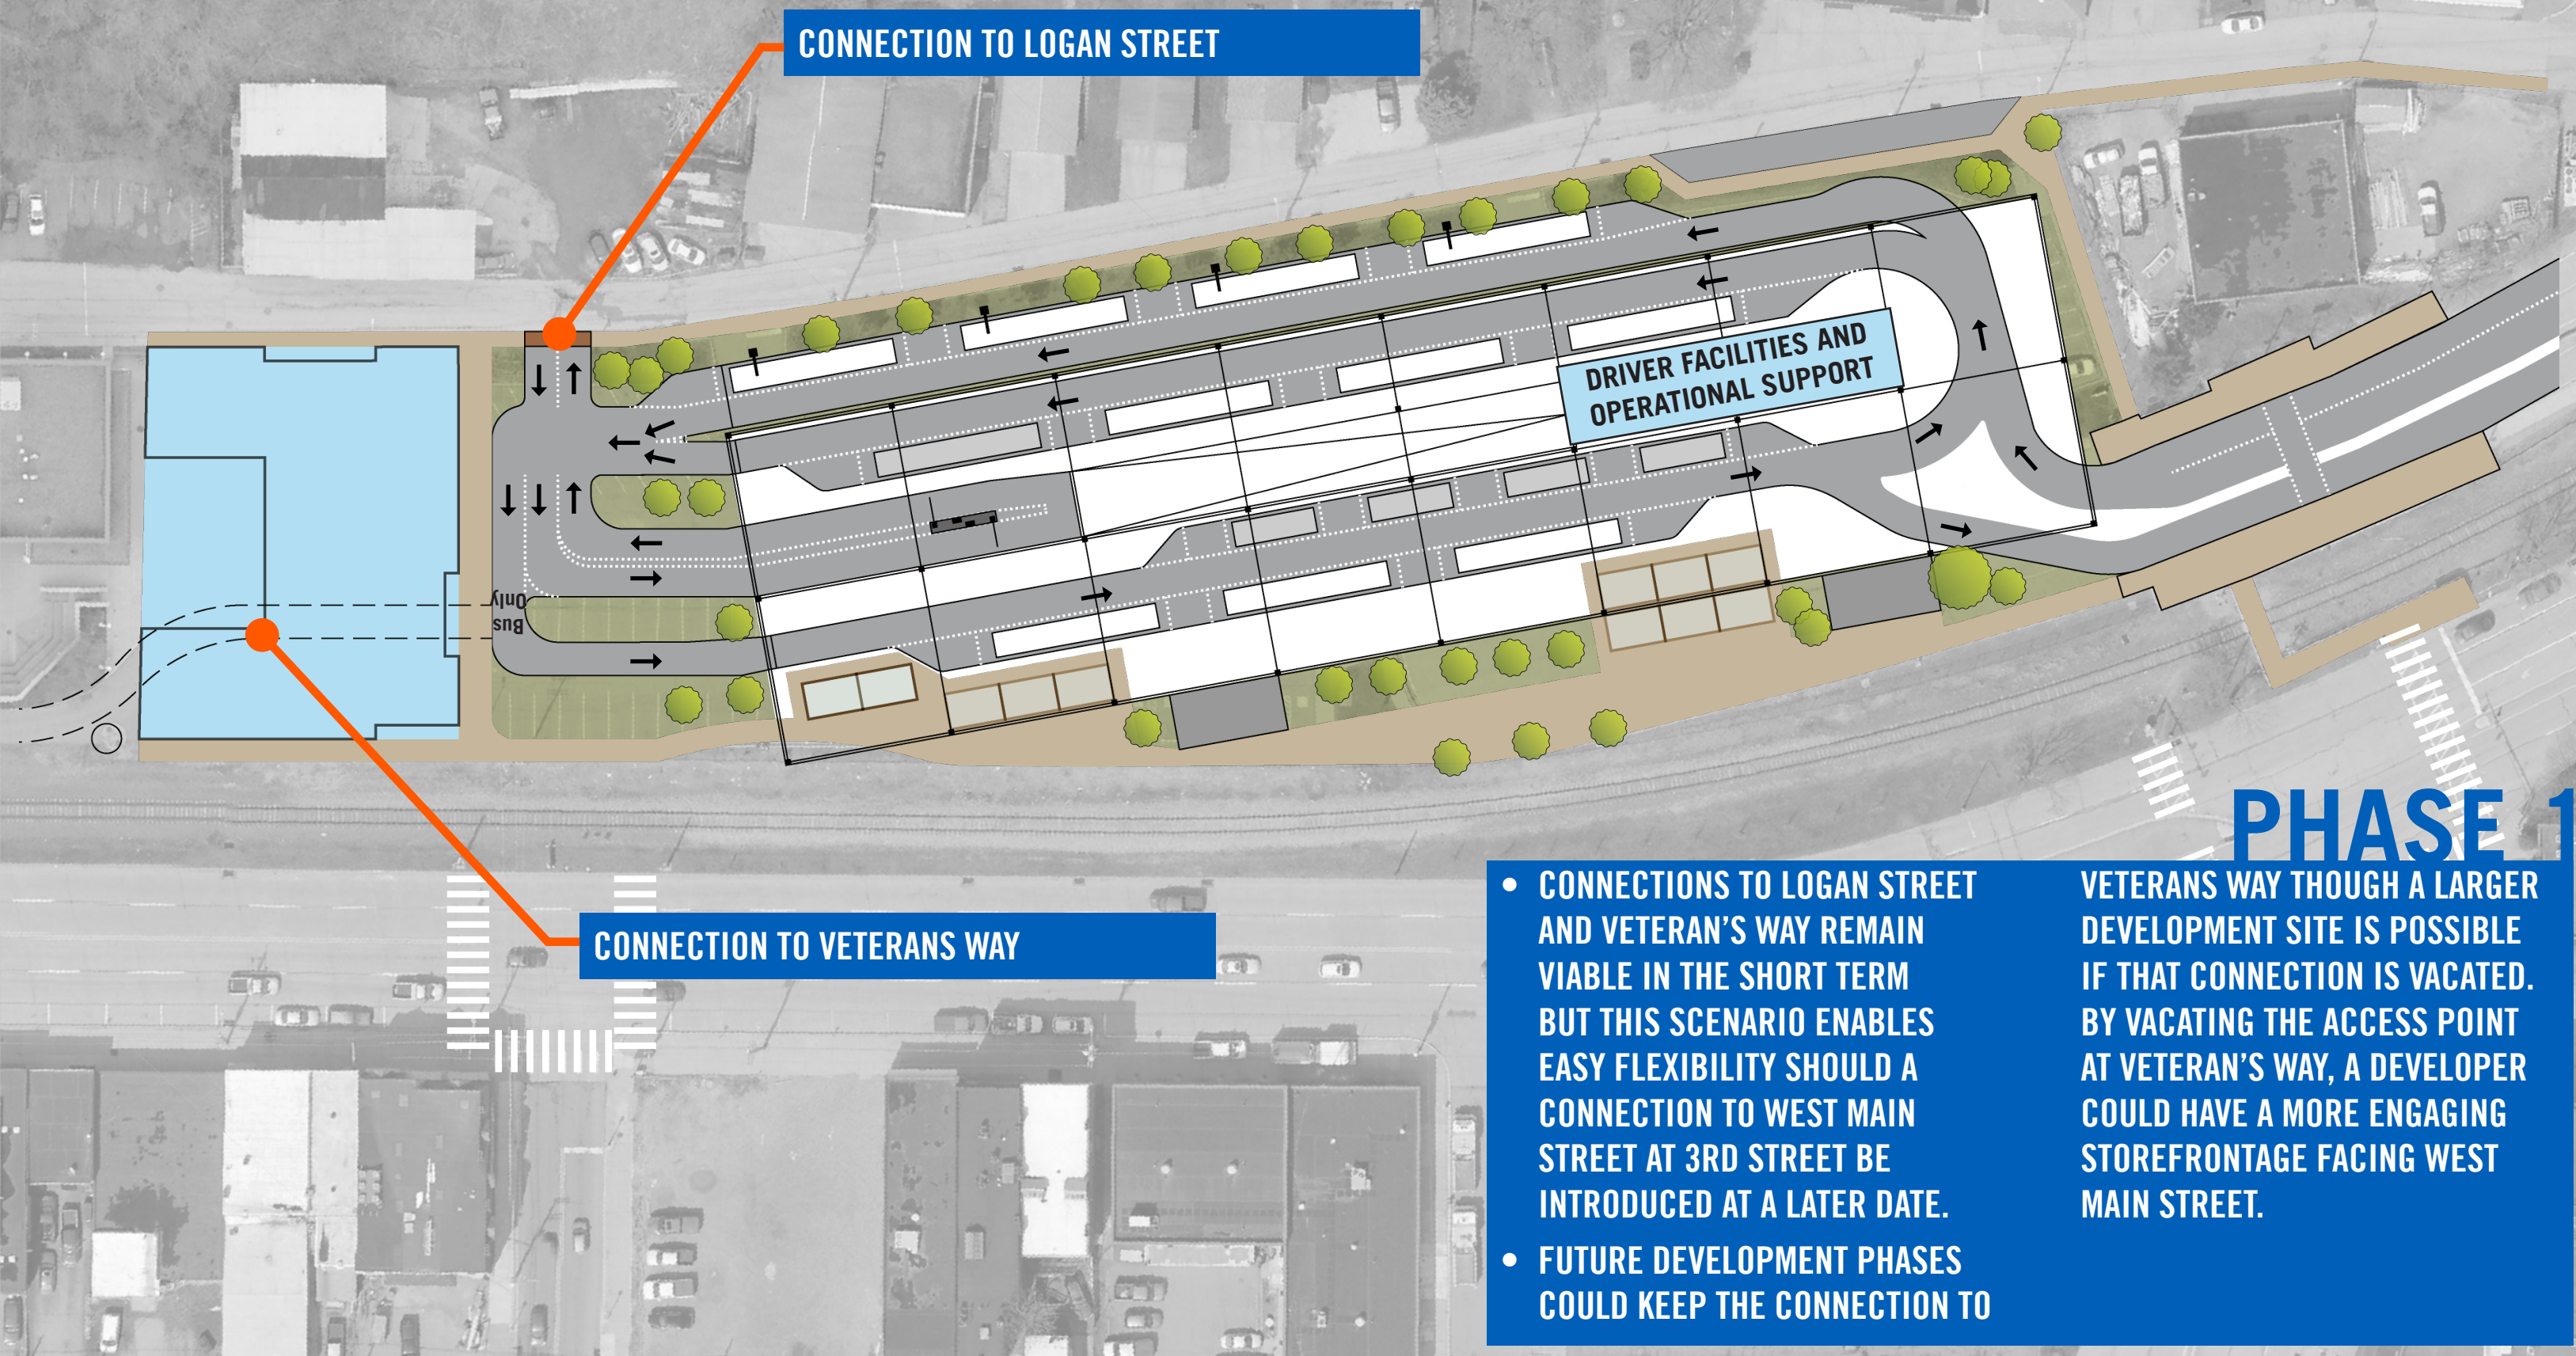 CONNECTION TO LOGAN STREET
DRIVER FACILITIES AND
OPERATIONAL SUPPORT
Only
Bus
CONNECTION TO VETERANS WAY
PHASE 1
• CONNECTIONS TO LOGAN STREET
AND VETERAN’S WAY REMAIN
VIABLE IN THE SHORT TERM
BUT THIS SCENARIO ENABLES
EASY FLEXIBILITY SHOULD A
CONNECTION TO WEST MAIN
STREET AT 3RD STREET BE
INTRODUCED AT A LATER DATE.
• FUTURE DEVELOPMENT PHASES
COULD KEEP THE CONNECTION TO
VETERANS WAY THOUGH A LARGER
DEVELOPMENT SITE IS POSSIBLE
IF THAT CONNECTION IS VACATED.
BY VACATING THE ACCESS POINT
AT VETERAN’S WAY, A DEVELOPER
COULD HAVE A MORE ENGAGING
STOREFRONTAGE FACING WEST
MAIN STREET.